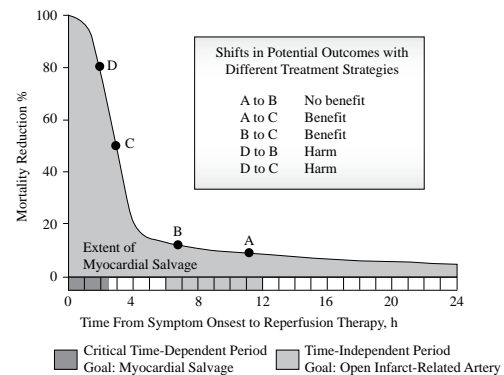 100
80
60
40
20
0
Mortality Reduction %
D
C
B
A
Extent of
Myocardial Salvage
Shifts in Potential Outcomes with
Different Treatment Strategies
A to B No benefit
A to C Benefit
B to C Benefit
D to B Harm
D to C Harm
0 4 8 12 16 20 24
Time From Symptom Onsest to Reperfusion Therapy, h
Critical Time-Dependent Period
Goal: Myocardial Salvage
Time-Independent Period
Goal: Open Infarct-Related Artery